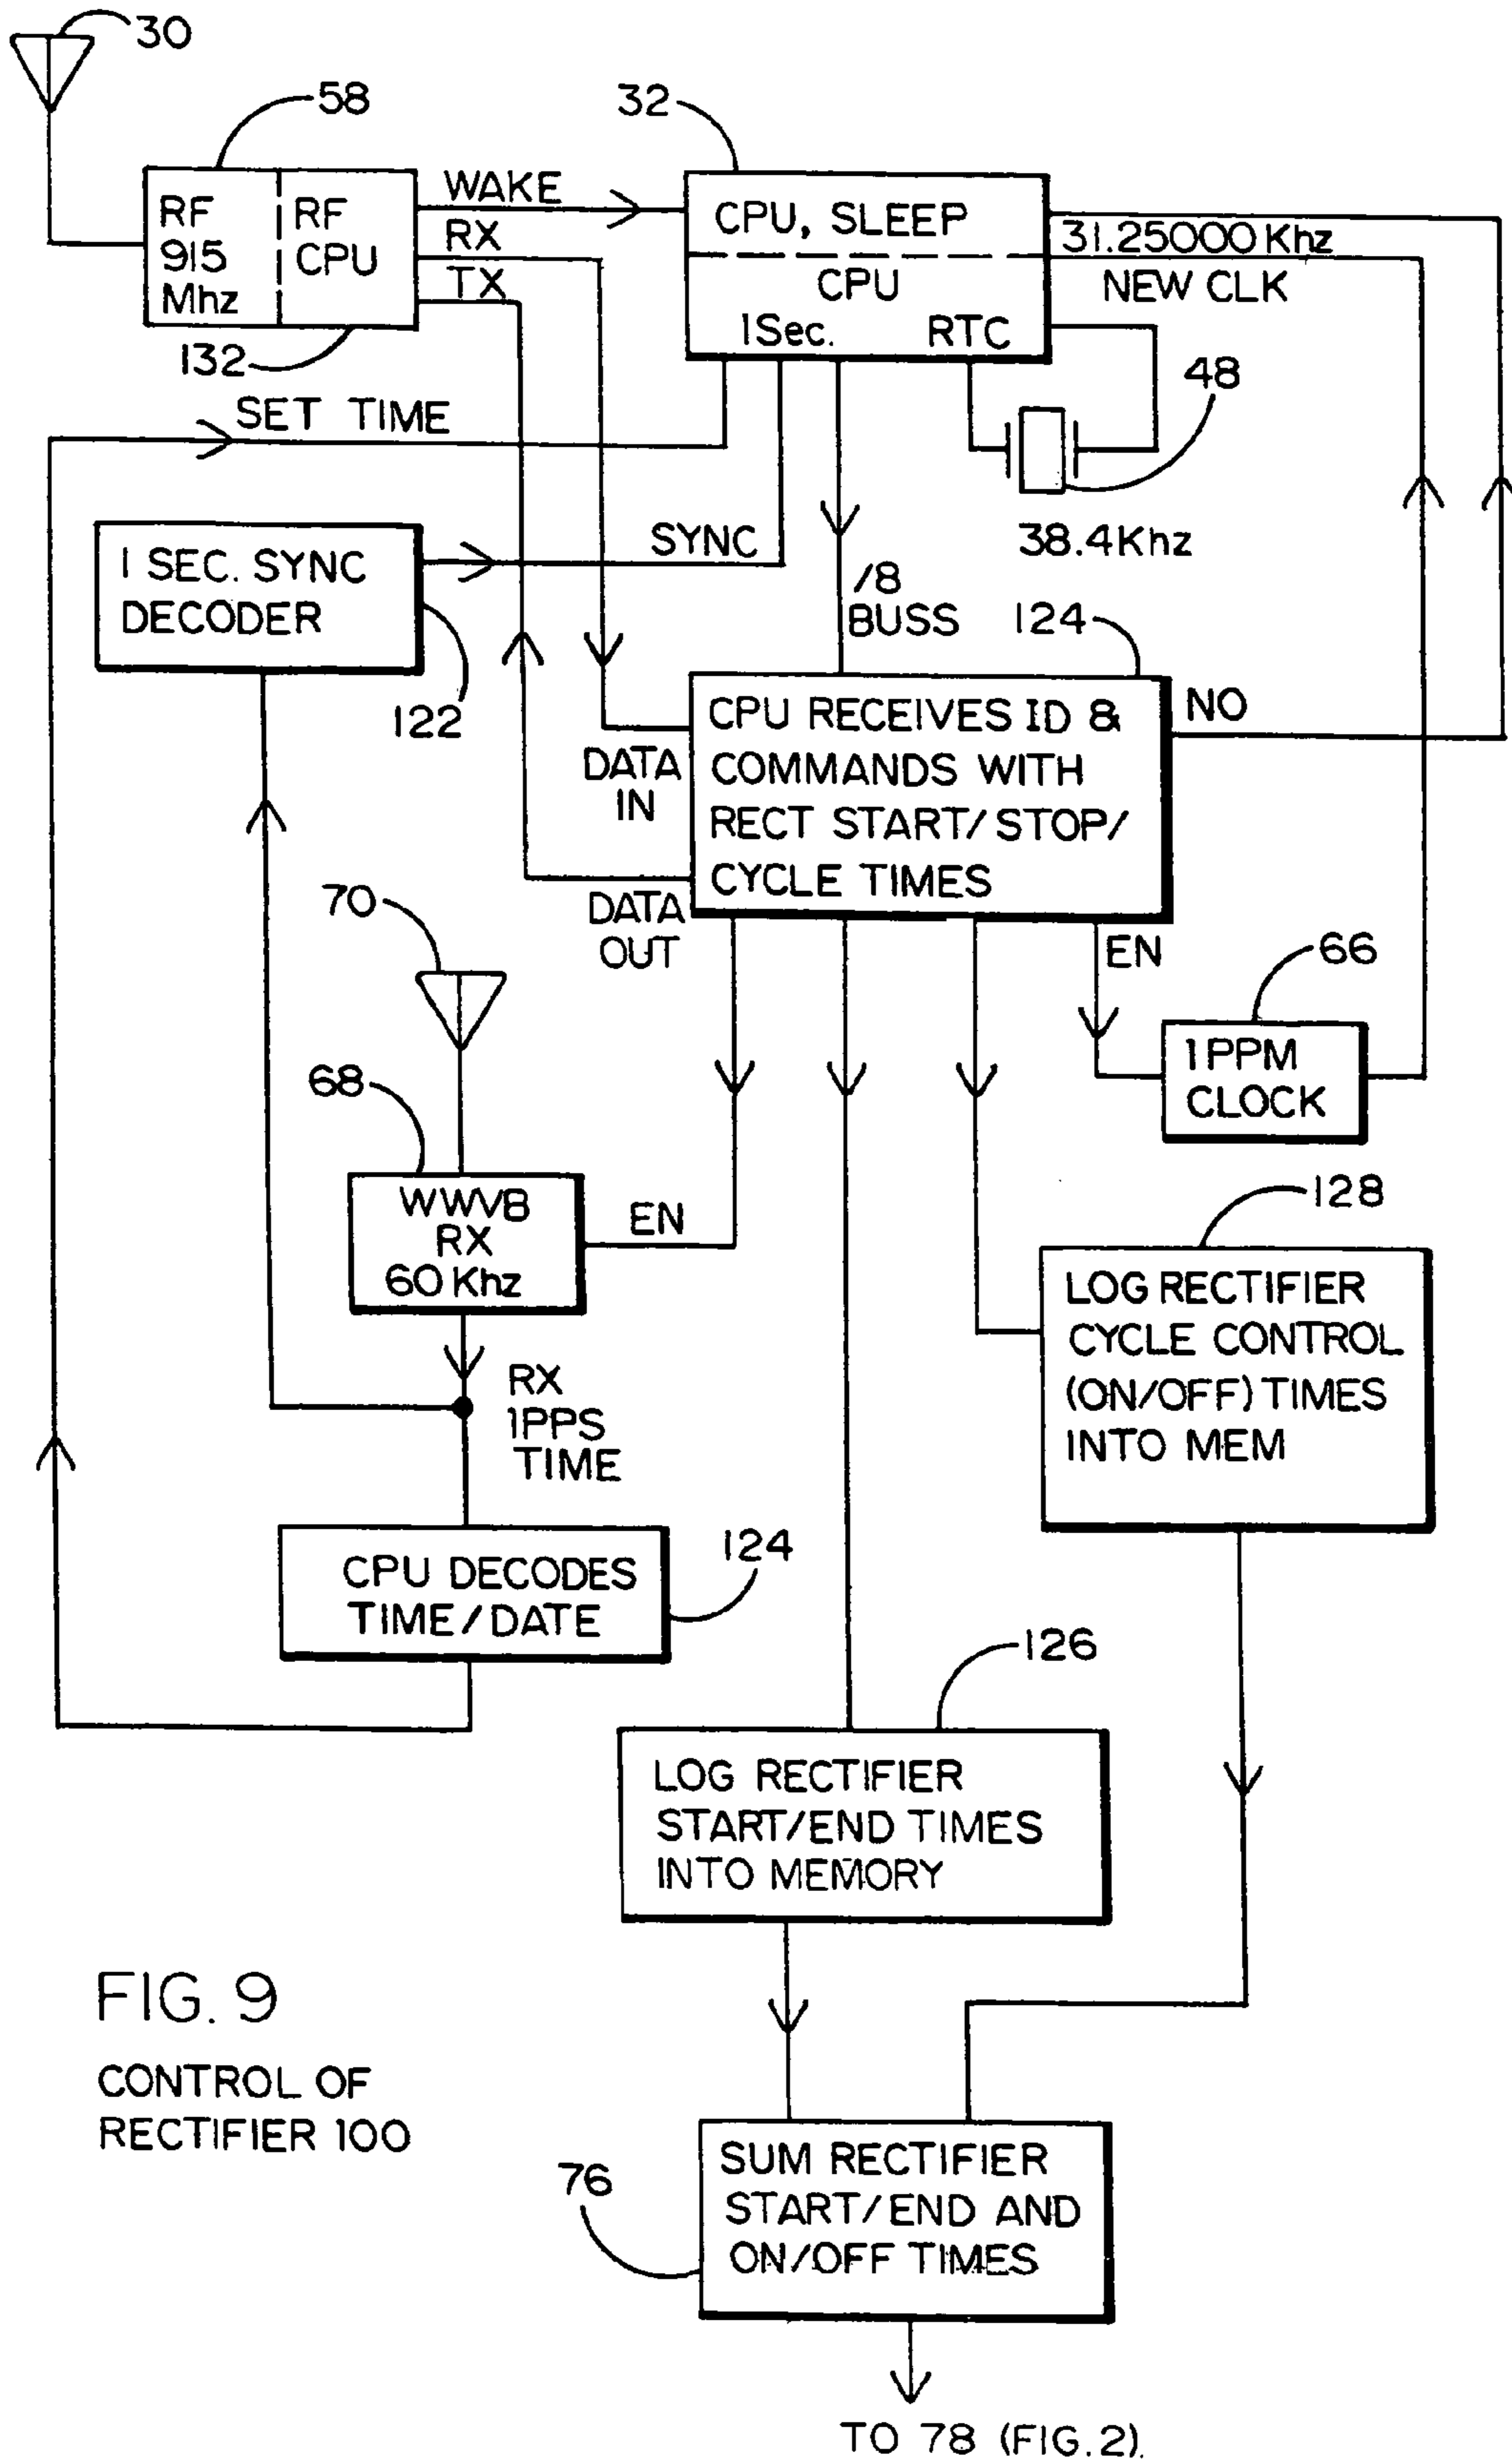 30
58
32
RF
915
Mhz
RF
CPU
132
WAKE
RX
TX
CPU, SLEEP
CPU
1Sec.
RTC
31.25000 Khz
NEW CLK
48
38.4Khz
SET TIME
1 SEC. SYNC
DECODER
122
SYNC
/8
BUSS
124
CPU RECEIVES ID &
COMMANDS WITH
RECT START/STOP/
CYCLE TIMES
NO
DATA
IN
DATA
OUT
EN
66
1PPM
CLOCK
70
68
WWVB
RX
60 Khz
EN
RX
1PPS
TIME
128
LOG RECTIFIER
CYCLE CONTROL
(ON/OFF) TIMES
INTO MEM
CPU DECODES
TIME/DATE
124
126
LOG RECTIFIER
START/END TIMES
INTO MEMORY
FIG. 9
CONTROL OF
RECTIFIER 100
76
SUM RECTIFIER
START/END AND
ON/OFF TIMES
TO 78 (FIG.2).